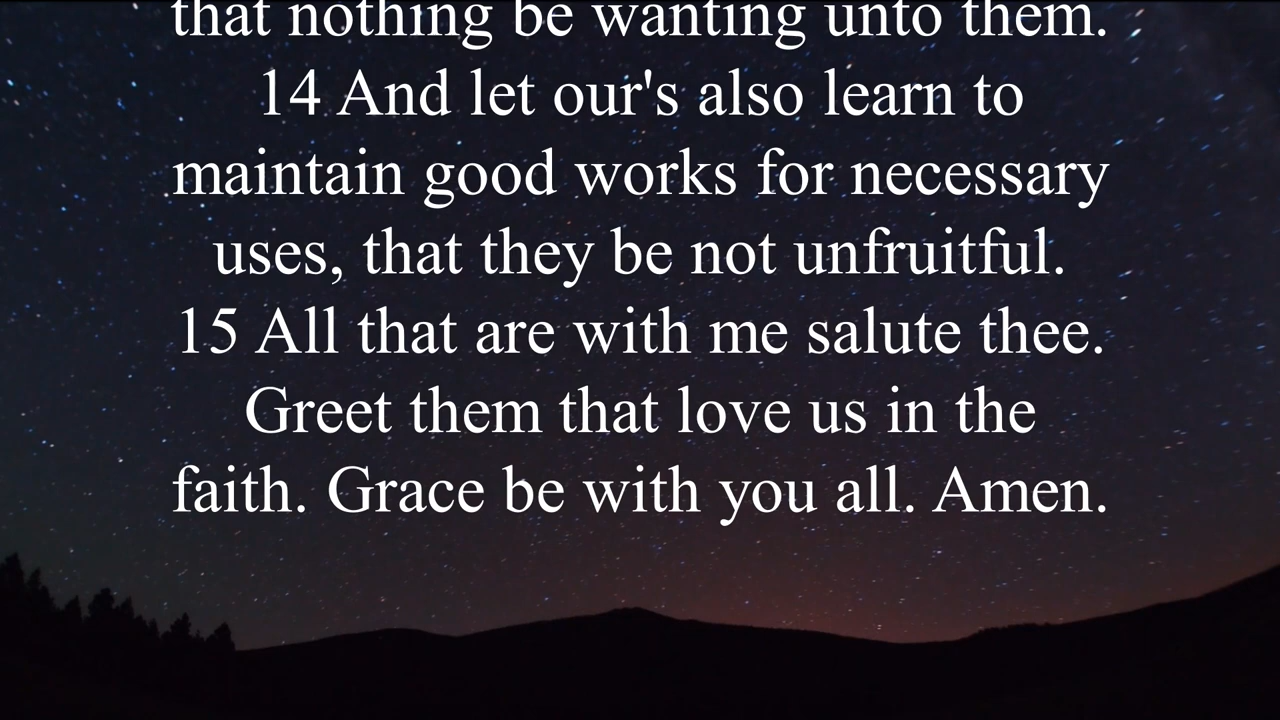 that nothing be wanting unto them.
14 And let our's also learn to
maintain good works for necessary
uses, that they be not unfruitful.
15 All that are with me salute thee.
Greet them that love us in the
faith. Grace be with you all. Amen.